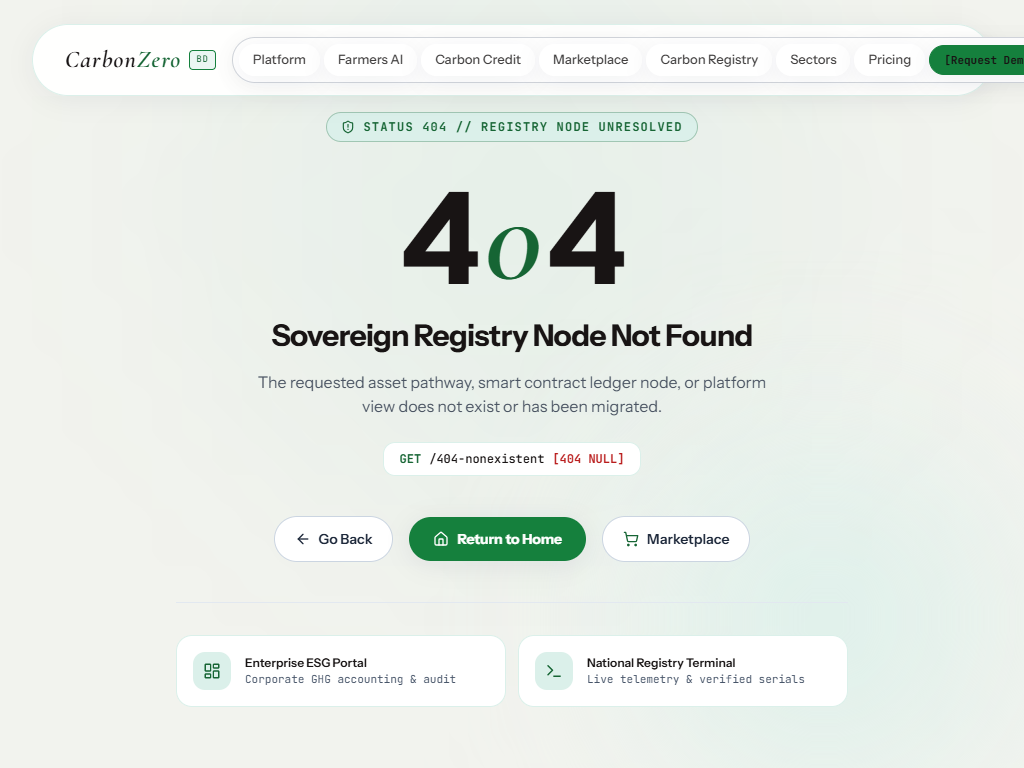 CarbonZero BD
Platform
Farmers AI
Carbon Credit
Marketplace
Carbon Registry
Sectors
Pricing
[Request Dem
STATUS 404 // REGISTRY NODE UNRESOLVED
404
Sovereign Registry Node Not Found
The requested asset pathway, smart contract ledger node, or platform
view does not exist or has been migrated.
GET /404-nonexistent [404 NULL]
Go Back
Return to Home
Marketplace
Enterprise ESG Portal
Corporate GHG accounting & audit
National Registry Terminal
Live telemetry & verified serials